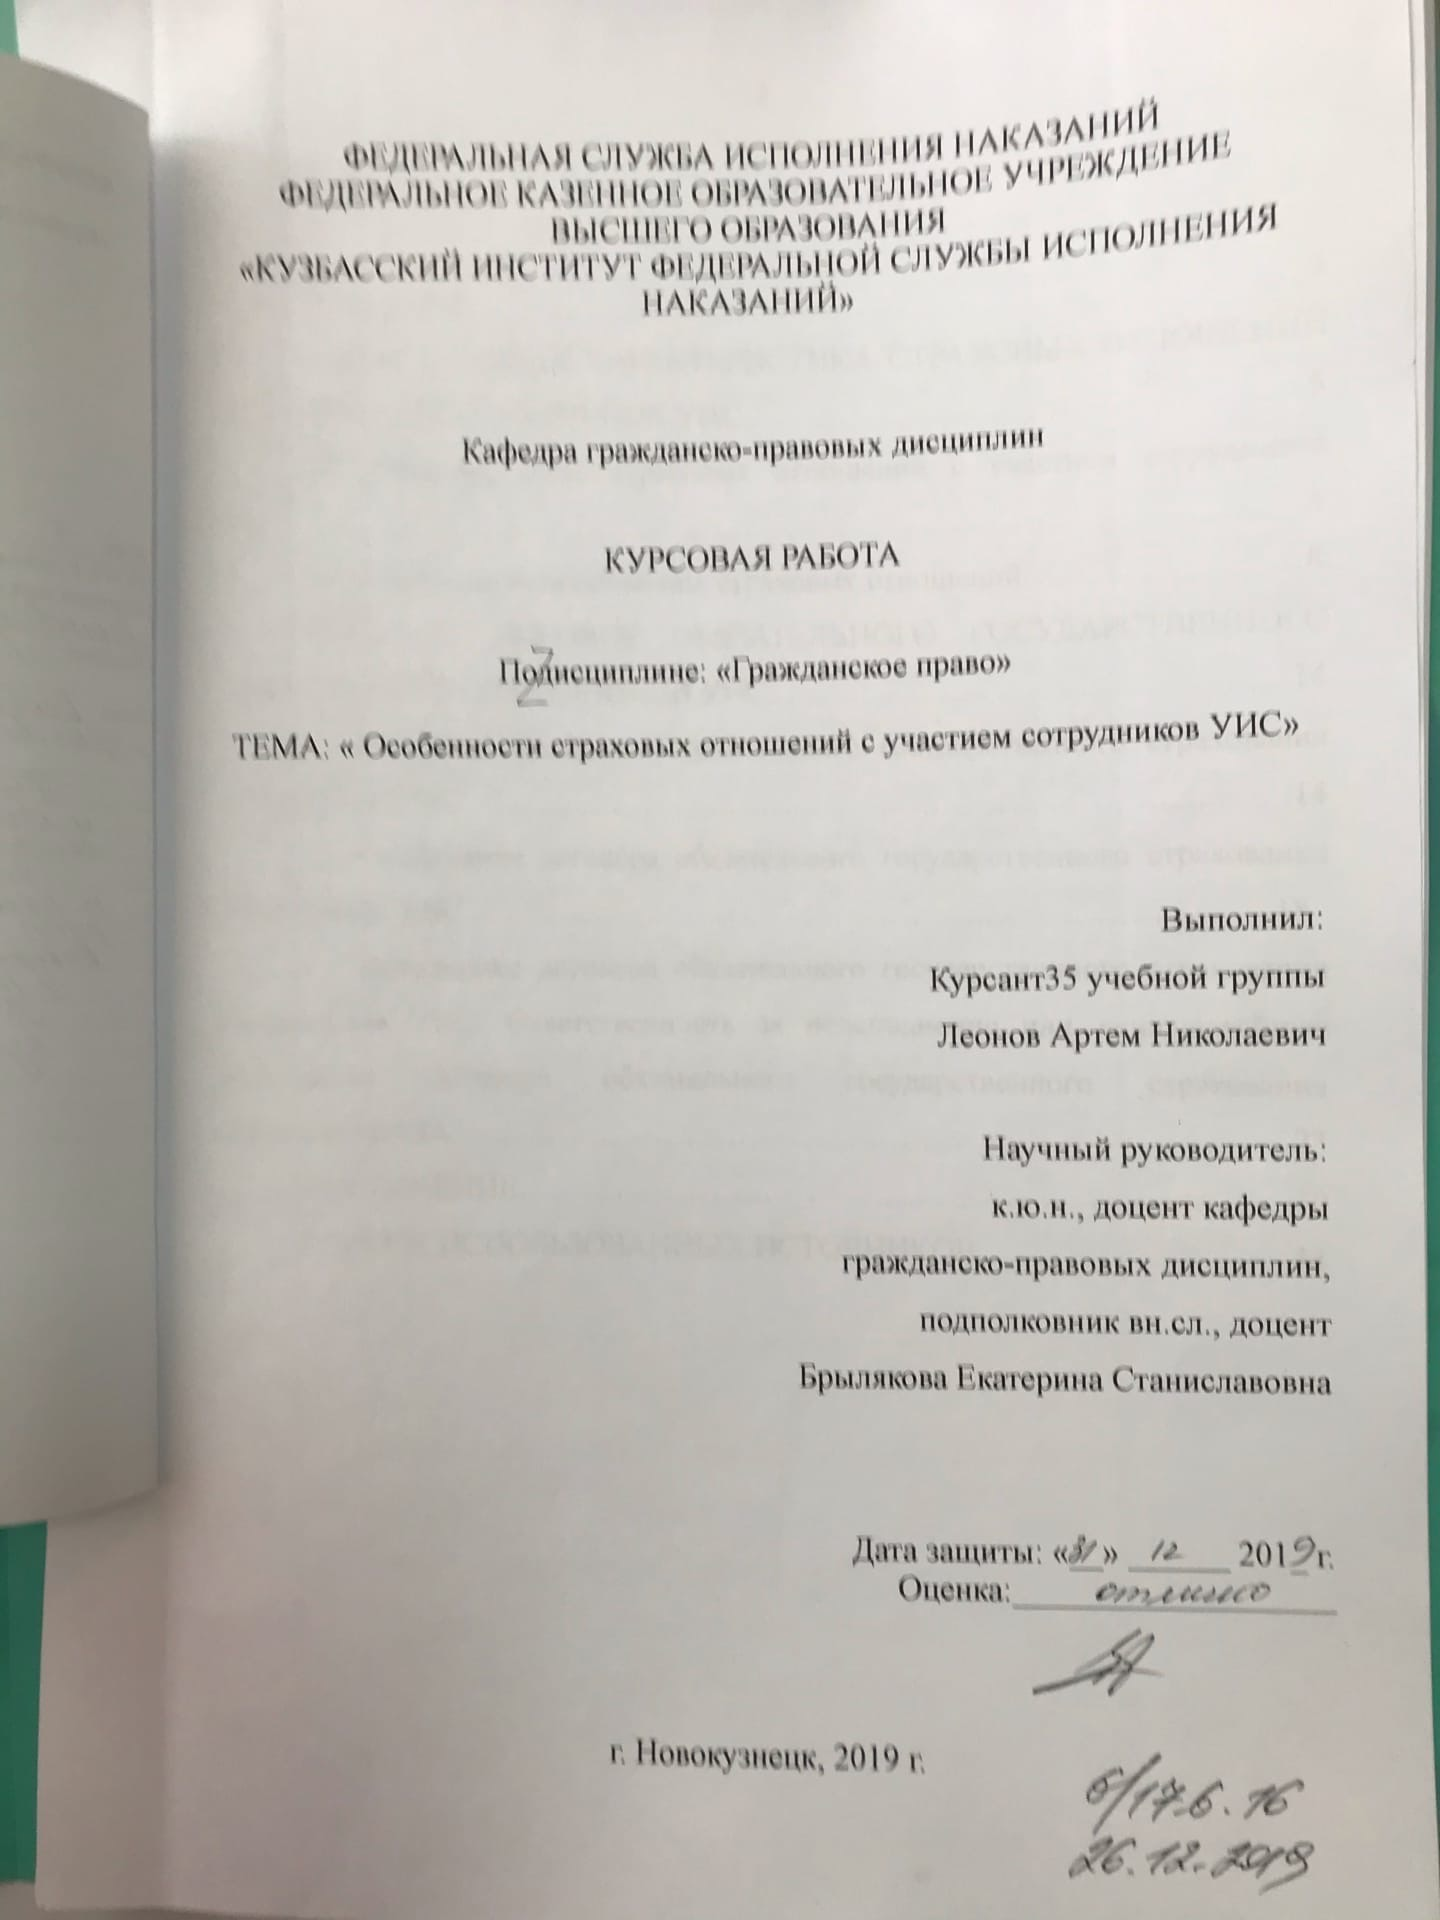 ФЕДЕРАЛЬНАЯ СЛУЖБА ИСПОЛНЕНИЯ НАКАЗАНИЙ
ФЕДЕРАЛЬНОЕ КАЗЕННОЕ ОБРАЗОВАТЕЛЬНОЕ УЧРЕЖДЕНИЕ
ВЫСШЕГО ОБРАЗОВАНИЯ
«КУЗБАССКИЙ ИНСТИТУТ ФЕДЕРАЛЬНОЙ СЛУЖБЫ ИСПОЛНЕНИЯ
НАКАЗАНИЙ»
Кафедра гражданско-правовых дисциплин
КУРСОВАЯ РАБОТА
Подисциплине: «Гражданское право»
ТЕМА: « Особенности страховых отношений с участием сотрудников УИС»
Выполнил:
Курсант35 учебной группы
Леонов Артем Николаевич
Научный руководитель:
к.ю.н., доцент кафедры
гражданско-правовых дисциплин,
подполковник вн.сл., доцент
Брылякова Екатерина Станиславовна
Дата защиты: «31» 12 2019г.
Оценка: отлично
г. Новокузнецк, 2019 г.
26.12.2019